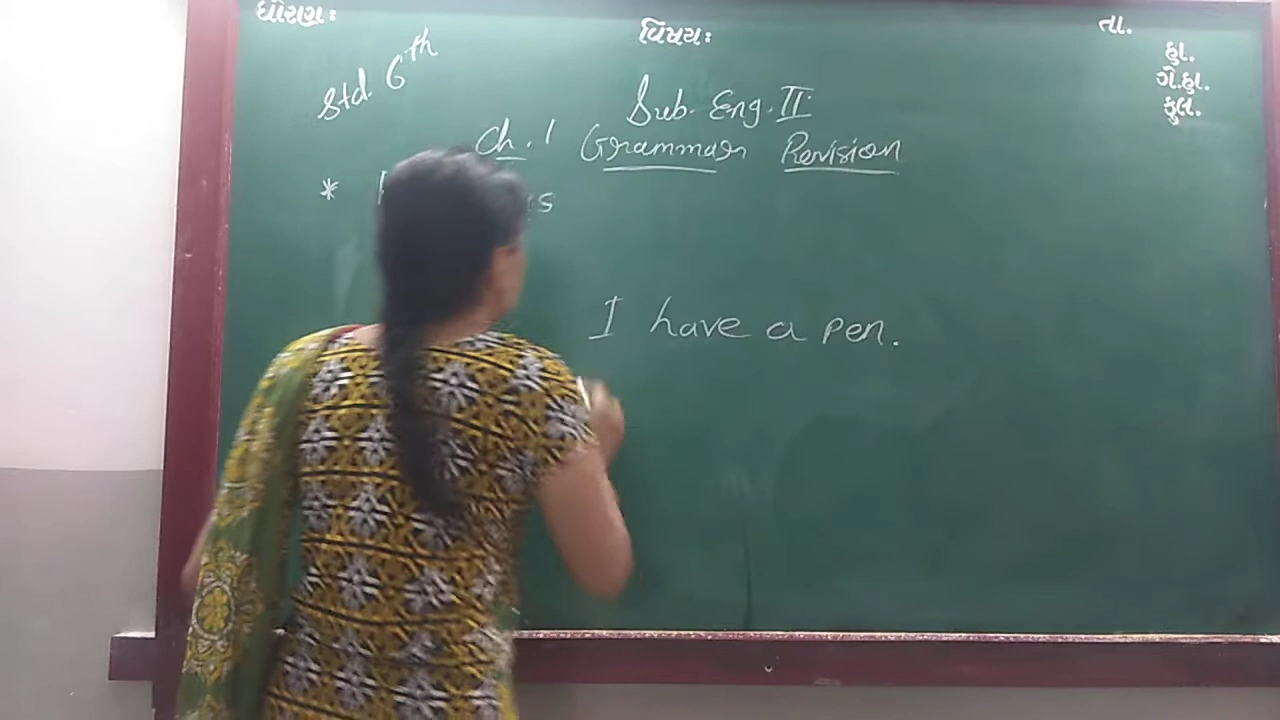 ધોરણ:
વિષય:
તા.
હા.
ગે.હા.
કુલ.
Std. 6th
Sub. Eng. II
Ch. 1 Grammar Revision
*
I have a pen.